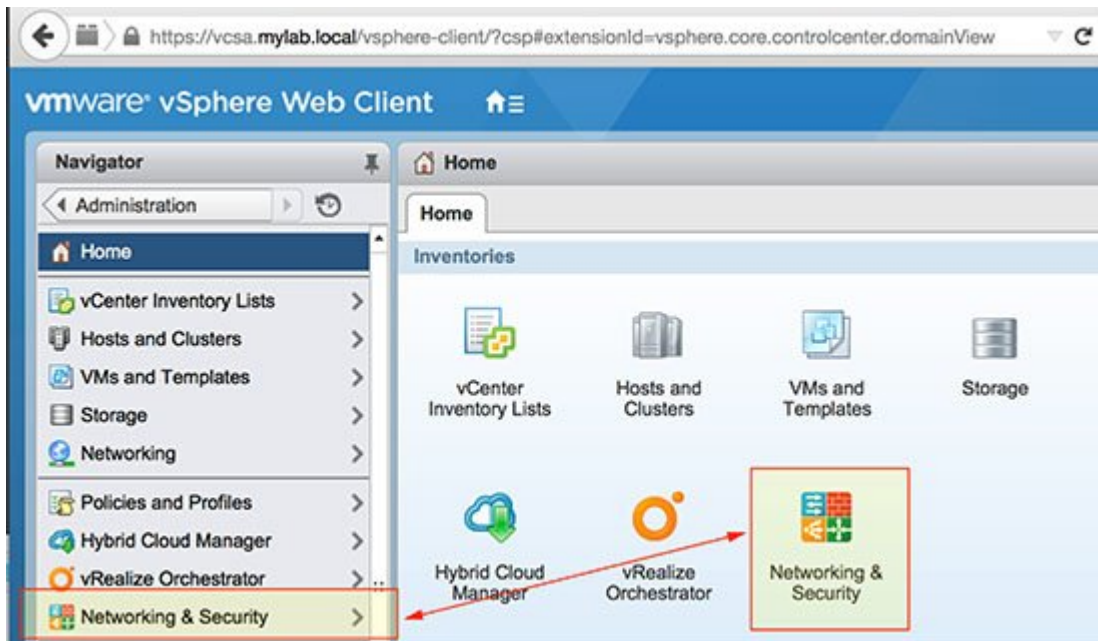 https://vcsa.mylab.local/vsphere-client/?csp#extensionId=vsphere.core.controlcenter.domainView
vmware® vSphere Web Client
Navigator
Administration
Home
vCenter Inventory Lists
Hosts and Clusters
VMs and Templates
Storage
Networking
Policies and Profiles
Hybrid Cloud Manager
vRealize Orchestrator
Networking & Security
Home
Home
Inventories
vCenter
Inventory Lists
Hosts and
Clusters
VMs and
Templates
Storage
Hybrid Cloud
Manager
vRealize
Orchestrator
Networking &
Security